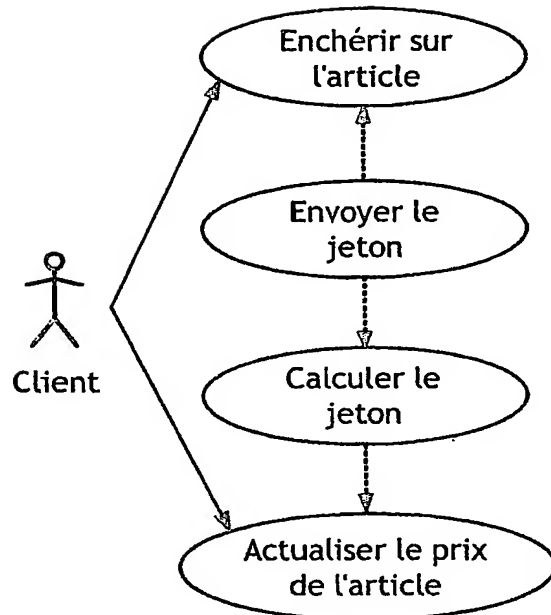 Enchérir sur
l'article
Envoyer le
jeton
Client
Calculer le
jeton
Actualiser le prix
de l'article